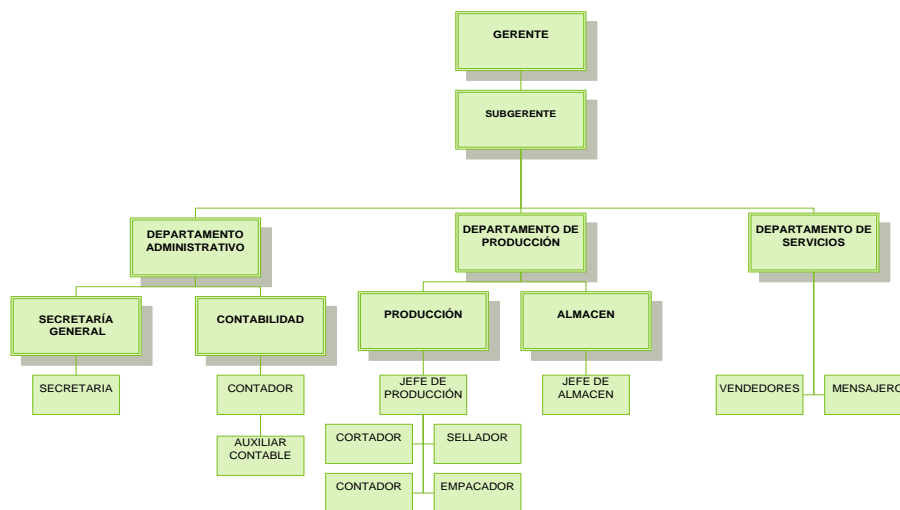 GERENTE
SUBGERENTE
DEPARTAMENTO
ADMINISTRATIVO
DEPARTAMENTO DE
PRODUCCIÓN
DEPARTAMENTO DE
SERVICIOS
SECRETARÍA
GENERAL
CONTABILIDAD
PRODUCCIÓN
ALMACEN
SECRETARIA
CONTADOR
JEFE DE
PRODUCCIÓN
JEFE DE
ALMACEN
VENDEDORES
MENSAJERO
AUXILIAR
CONTABLE
CORTADOR
SELLADOR
CONTADOR
EMPACADOR